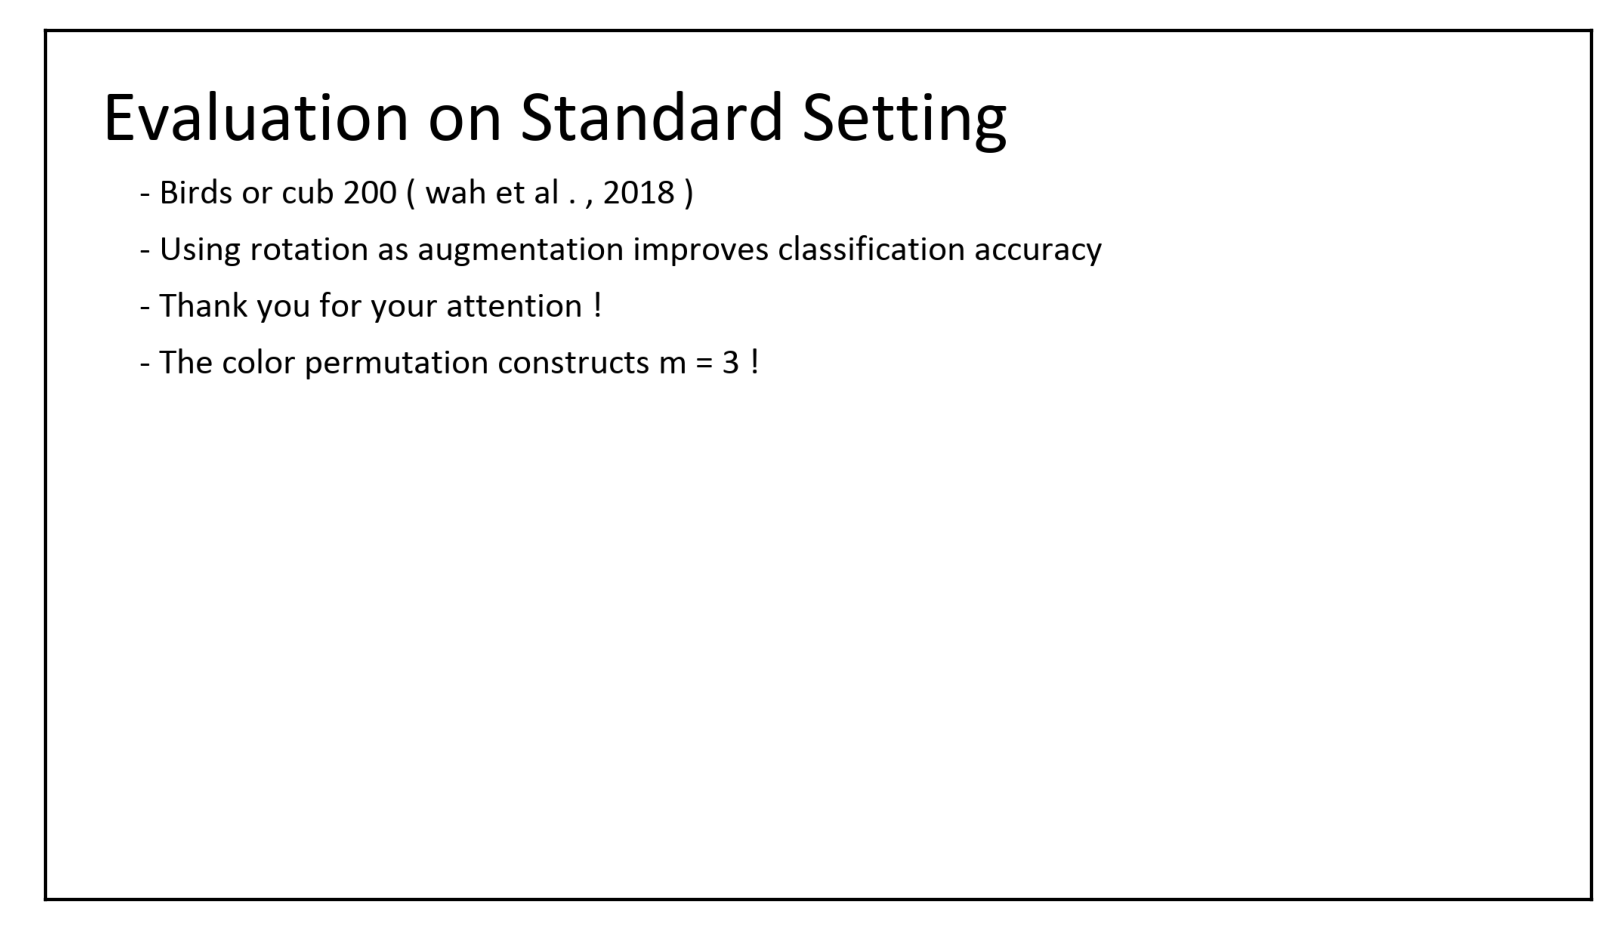 Evaluation on Standard Setting
- Birds or cub 200 ( wah et al . , 2018 )
- Using rotation as augmentation improves classification accuracy
- Thank you for your attention !
- The color permutation constructs m = 3 !